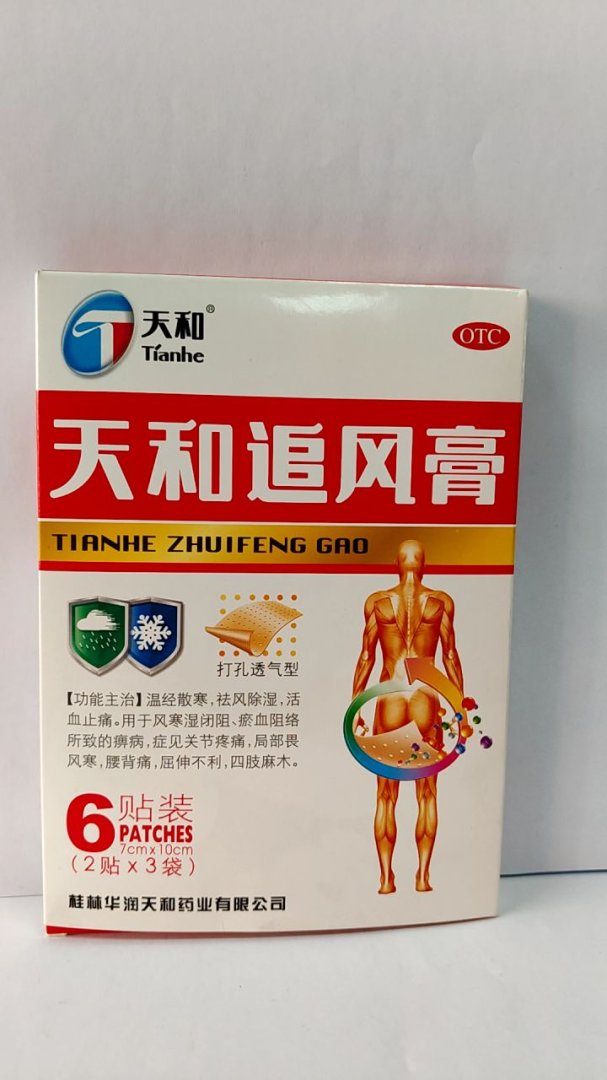 天和®
Tianhe
OTC
天和追风膏
TIANHE ZHUIFENG GAO
打孔透气型
【功能主治】温经散寒,祛风除湿,活
血止痛。用于风寒湿闭阻、瘀血阻络
所致的痹病,症见关节疼痛,局部畏
风寒,腰背痛,屈伸不利,四肢麻木。
6贴装
PATCHES
7cmx10cm
(2贴x3袋)
桂林华润天和药业有限公司